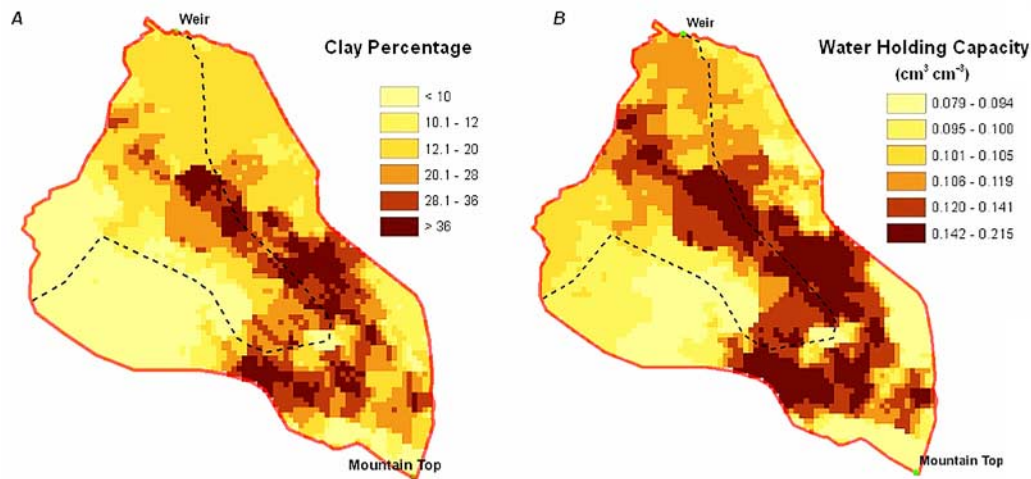 A
Weir
Clay Percentage
< 10
10.1 - 12
12.1 - 20
20.1 - 28
28.1 - 36
> 36
Mountain Top
B
Weir
Water Holding Capacity
(cm³ cm⁻³)
0.079 - 0.094
0.095 - 0.100
0.101 - 0.105
0.106 - 0.119
0.120 - 0.141
0.142 - 0.215
Mountain Top